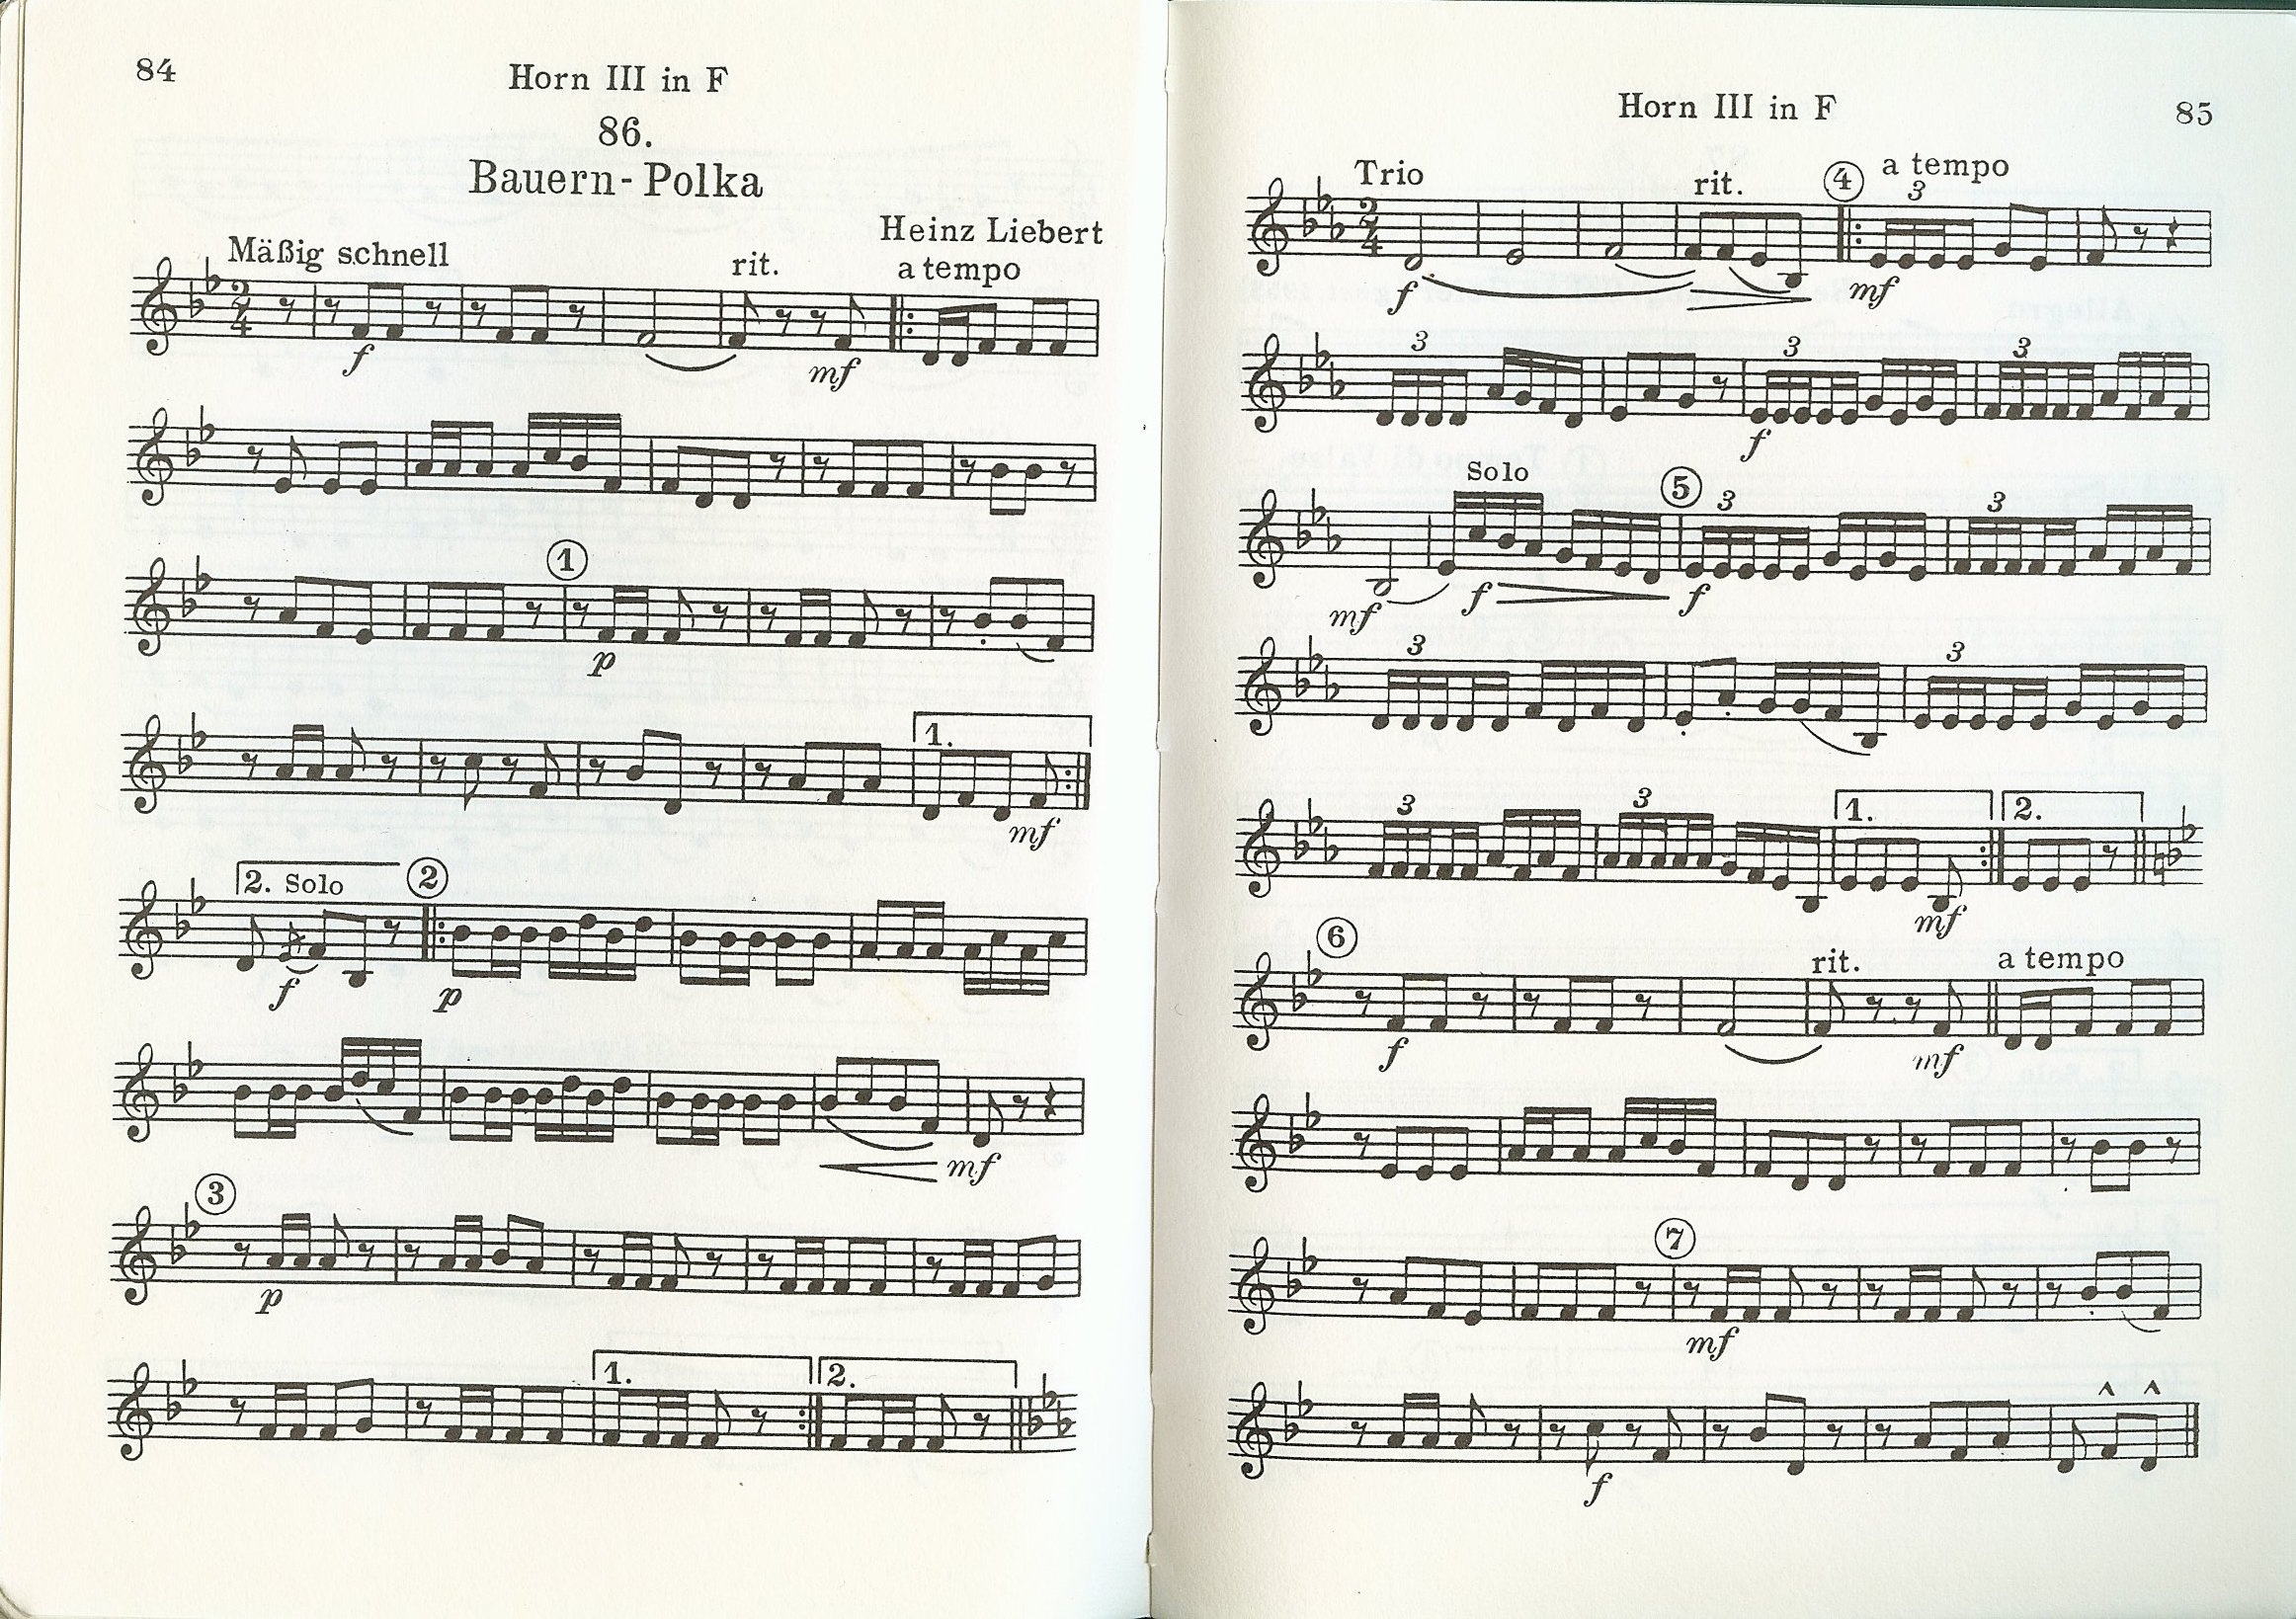 84
Horn III in F
86.
Bauern-Polka
Heinz Liebert
Mäßig schnell rit. a tempo
2 4
f mf
1
p
1.
mf
2. Solo 2
f p
mf
3
p
1. 2.
Horn III in F 85
Trio rit. 4 a tempo
3
2 4
f mf
3 3 3
f
Solo 5 3 3
mf f f
3 3
3 3 1. 2.
mf
6 rit. a tempo
f mf
7
mf
f